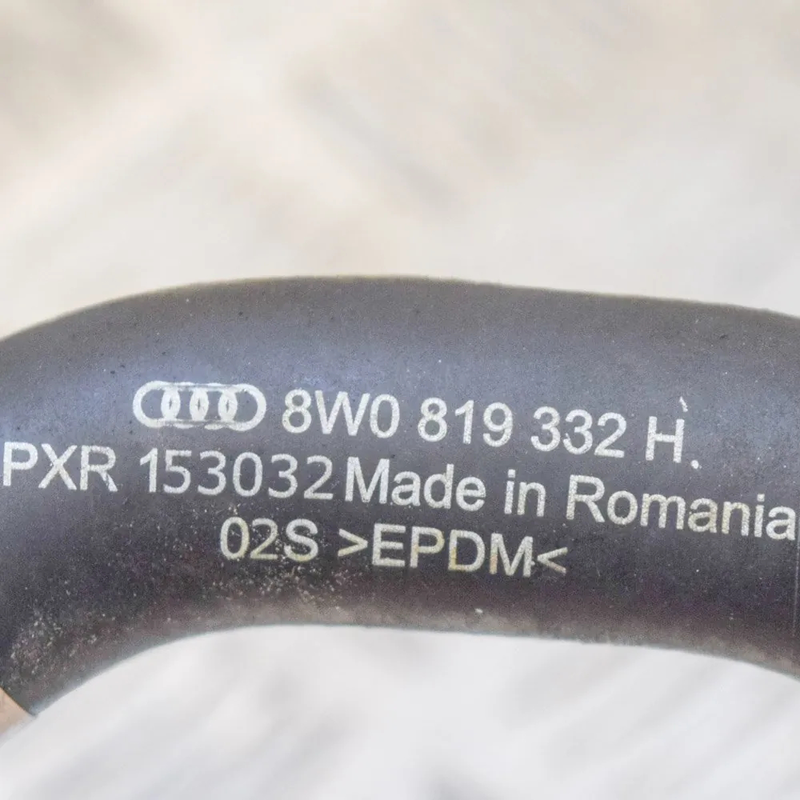 8W0 819 332 H.
PXR 153032 Made in Romania
02S >EPDM<